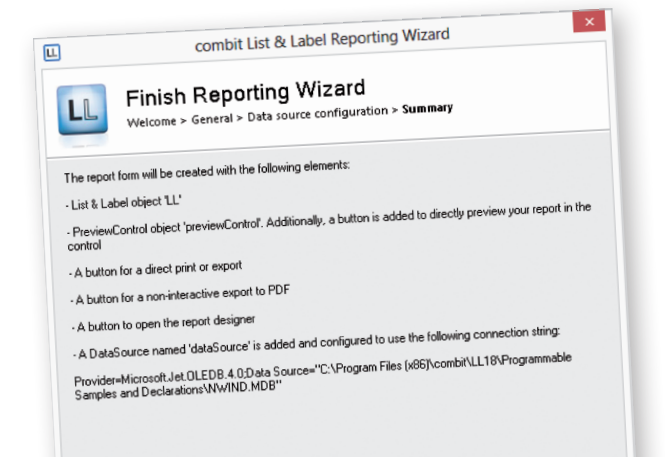 LL
combit List & Label Reporting Wizard
LL
Finish Reporting Wizard
Welcome > General > Data source configuration > Summary
The report form will be created with the following elements:
- List & Label object 'LL'
- PreviewControl object 'previewControl'. Additionally, a button is added to directly preview your report in the
control
- A button for a direct print or export
- A button for a non-interactive export to PDF
- A button to open the report designer
- A DataSource named 'dataSource' is added and configured to use the following connection string:
Provider=Microsoft.Jet.OLEDB.4.0;Data Source="C:\Program Files (x86)\combit\LL18\Programmable
Samples and Declarations\NWIND.MDB"